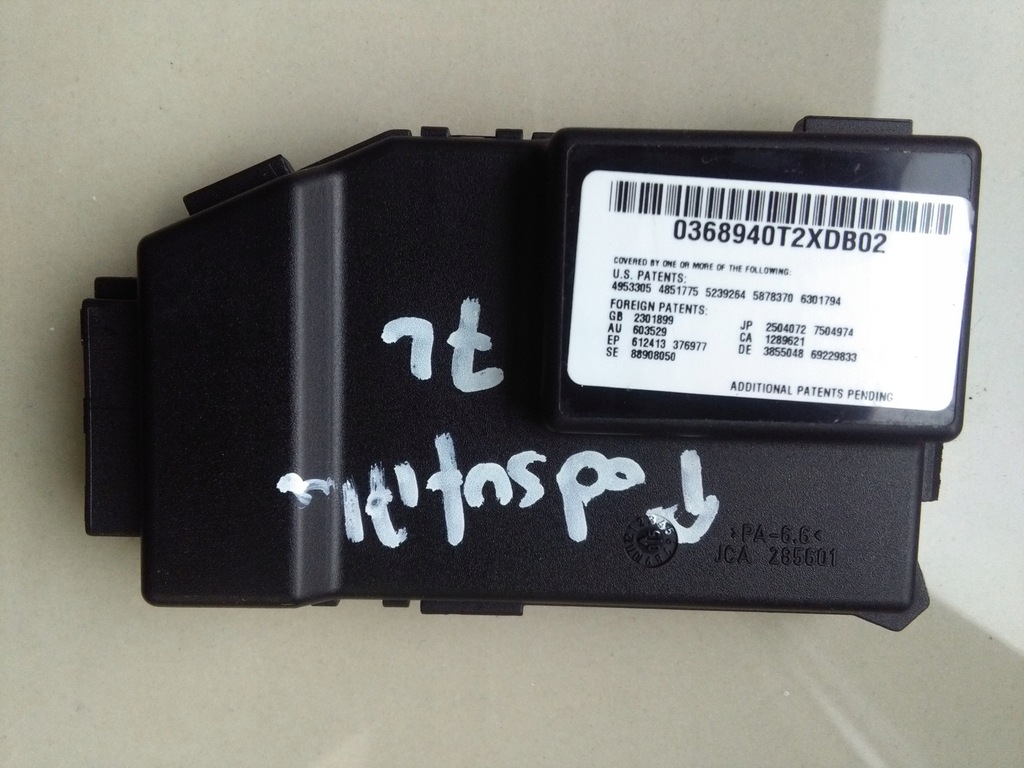 0368940T2XDB02
COVERED BY ONE OR MORE OF THE FOLLOWING:
U.S. PATENTS:
4953305 4851775 5239264 5878370 6301794
FOREIGN PATENTS:
GB 2301899 JP 2504072 7504974
AU 603529 CA 1289621
EP 612413 376977 DE 3855048 69229833
SE 88908050
ADDITIONAL PATENTS PENDING
>PA-6.6<
JCA 285601